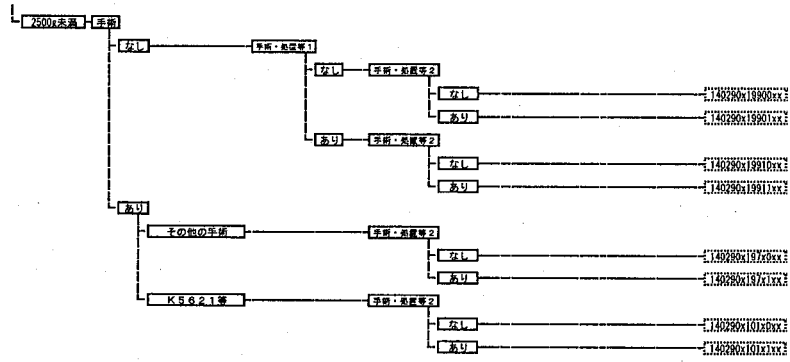 2500g未満 手術
なし 手術・処置等1
なし 手術・処置等2
なし 140290x19900xx
あり 140290x19901xx
あり 手術・処置等2
なし 140290x19910xx
あり 140290x19911xx
あり
その他の手術 手術・処置等2
なし 140290x197x0xx
あり 140290x197x1xx
K5621等 手術・処置等2
なし 140290x101x0xx
あり 140290x101x1xx